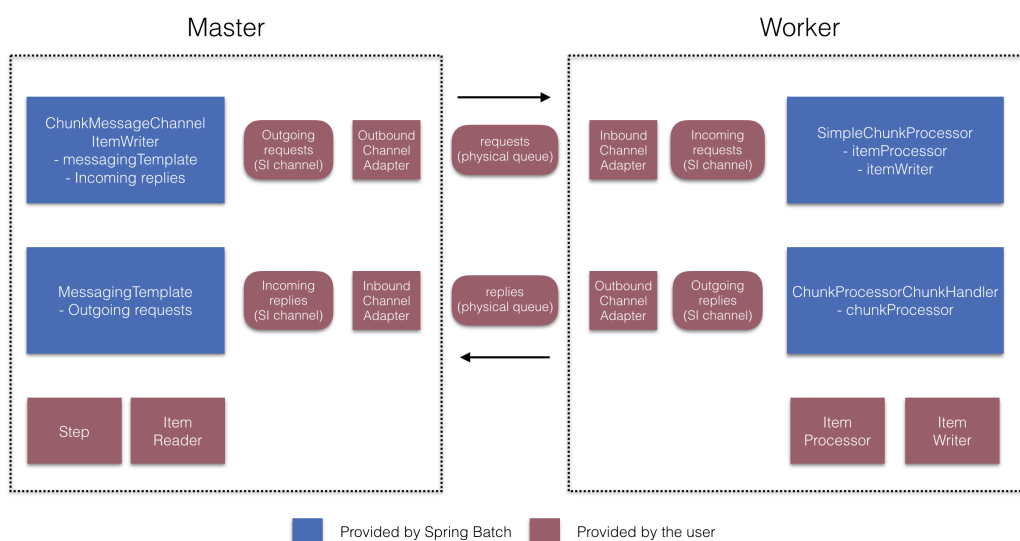 Master
Worker
ChunkMessageChannel
ItemWriter
- messagingTemplate
- Incoming replies
Outgoing
requests
(SI channel)
Outbound
Channel
Adapter
requests
(physical queue)
Inbound
Channel
Adapter
Incoming
requests
(SI channel)
SimpleChunkProcessor
- itemProcessor
- itemWriter
MessagingTemplate
- Outgoing requests
Incoming
replies
(SI channel)
Inbound
Channel
Adapter
replies
(physical queue)
Outbound
Channel
Adapter
Outgoing
replies
(SI channel)
ChunkProcessorChunkHandler
- chunkProcessor
Step
Item
Reader
Item
Processor
Item
Writer
Provided by Spring Batch
Provided by the user